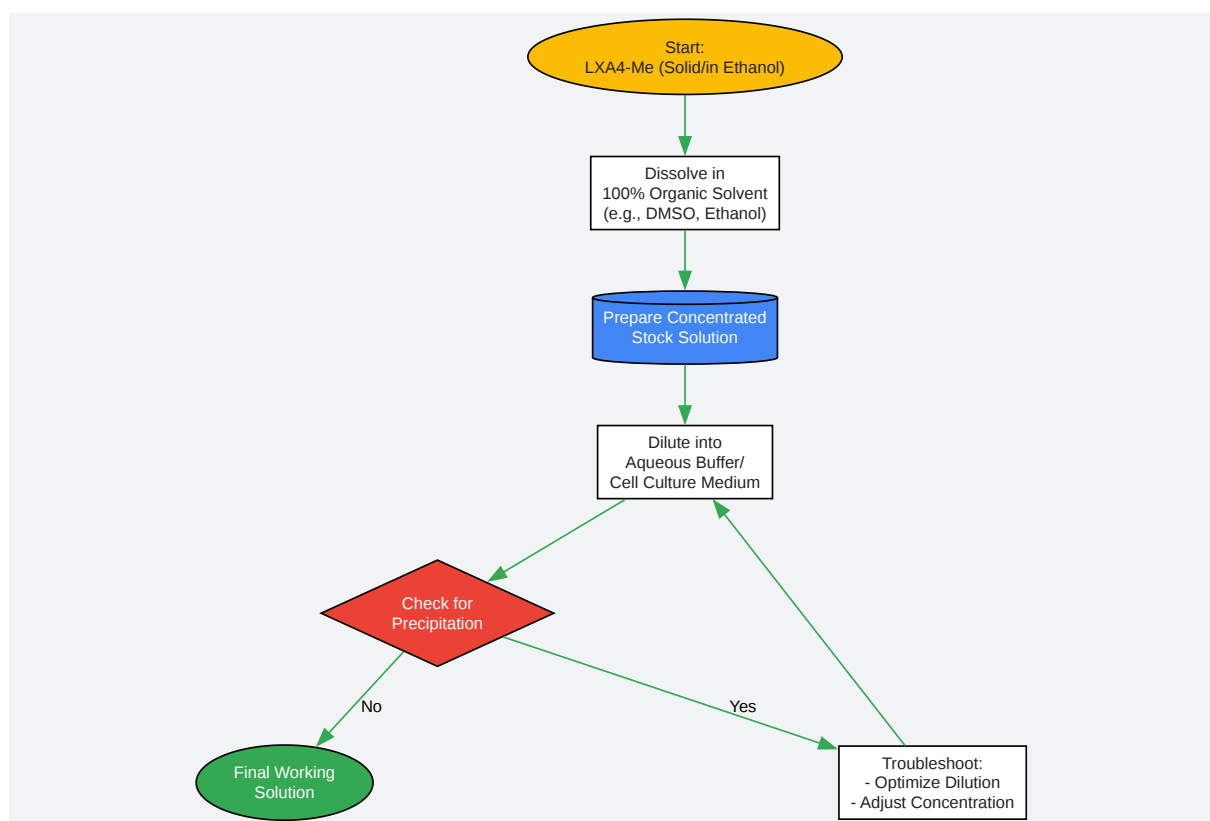 Start:
LXA4-Me (Solid/in Ethanol)
Dissolve in
100% Organic Solvent
(e.g., DMSO, Ethanol)
Prepare Concentrated
Stock Solution
Dilute into
Aqueous Buffer/
Cell Culture Medium
Check for
Precipitation
No
Yes
Final Working
Solution
Troubleshoot:
- Optimize Dilution
- Adjust Concentration